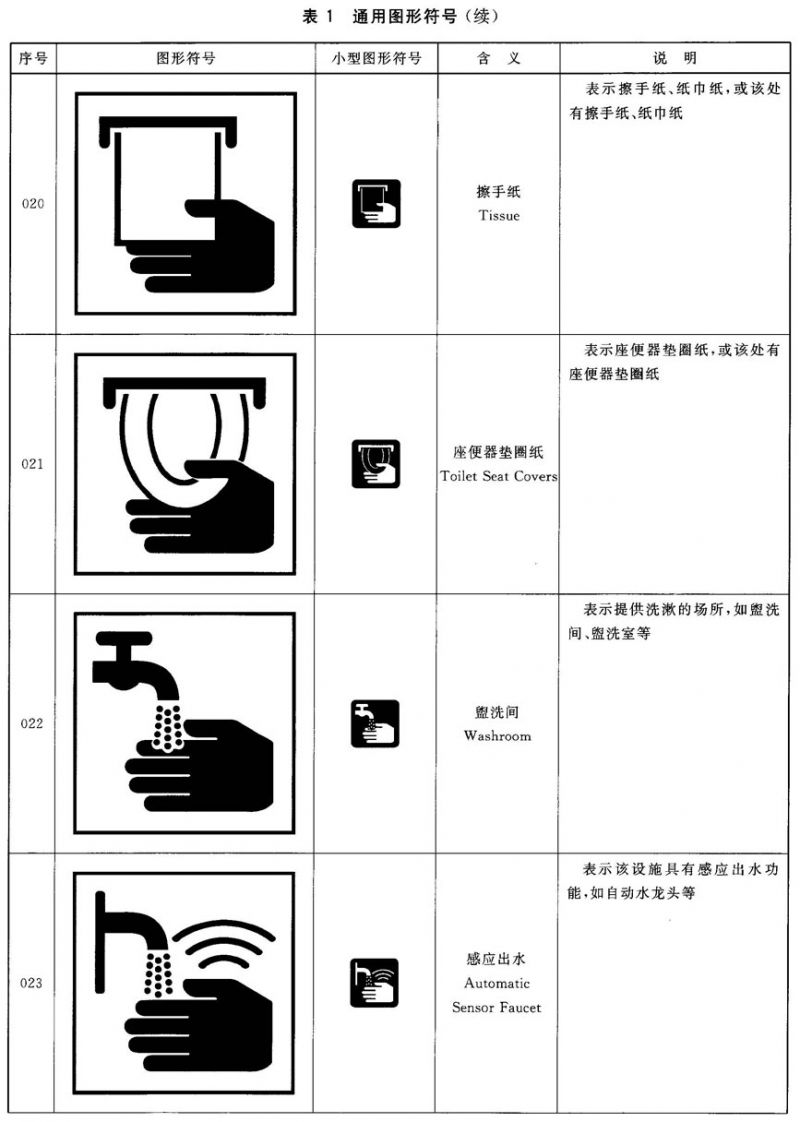 表 1 通用图形符号(续)
序号 图形符号 小型图形符号 含 义 说 明
020
擦手纸
Tissue
表示擦手纸、纸巾纸,或该处
有擦手纸、纸巾纸
021
座便器垫圈纸
Toilet Seat Covers
表示座便器垫圈纸,或该处有
座便器垫圈纸
022
盥洗间
Washroom
表示提供洗漱的场所,如盥洗
间、盥洗室等
023
感应出水
Automatic
Sensor Faucet
表示该设施具有感应出水功
能,如自动水龙头等